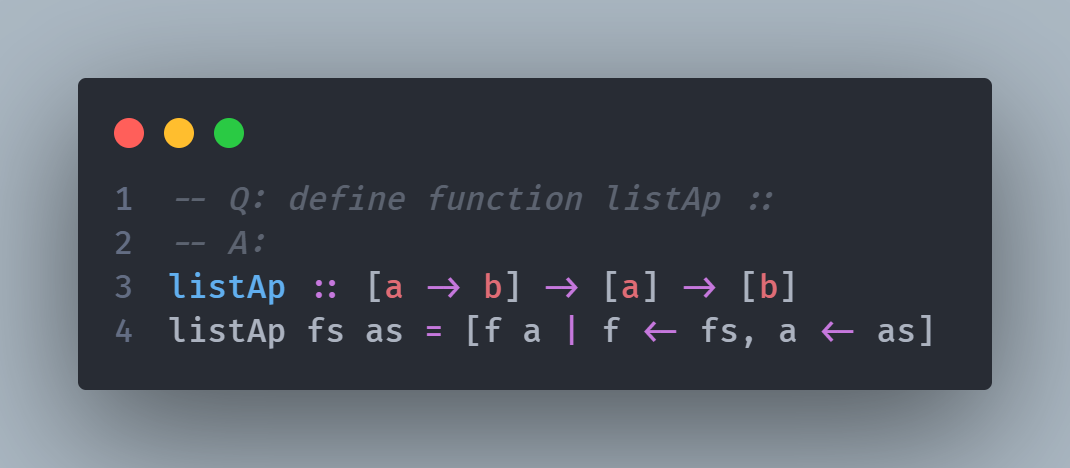 1 -- Q: define function listAp ::
2 -- A:
3 listAp :: [a -> b] -> [a] -> [b]
4 listAp fs as = [f a | f <- fs, a <- as]